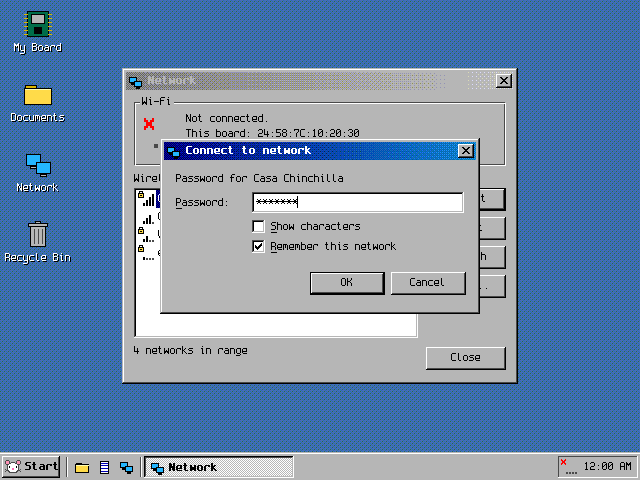 My Board
Documents
Network
Recycle Bin
Network
Wi-Fi
Not connected.
This board: 24:58:7C:10:20:30
Connect to network
Password for Casa Chinchilla
Password: *******
Show characters
Remember this network
OK
Cancel
4 networks in range
Close
Start
Network
12:00 AM